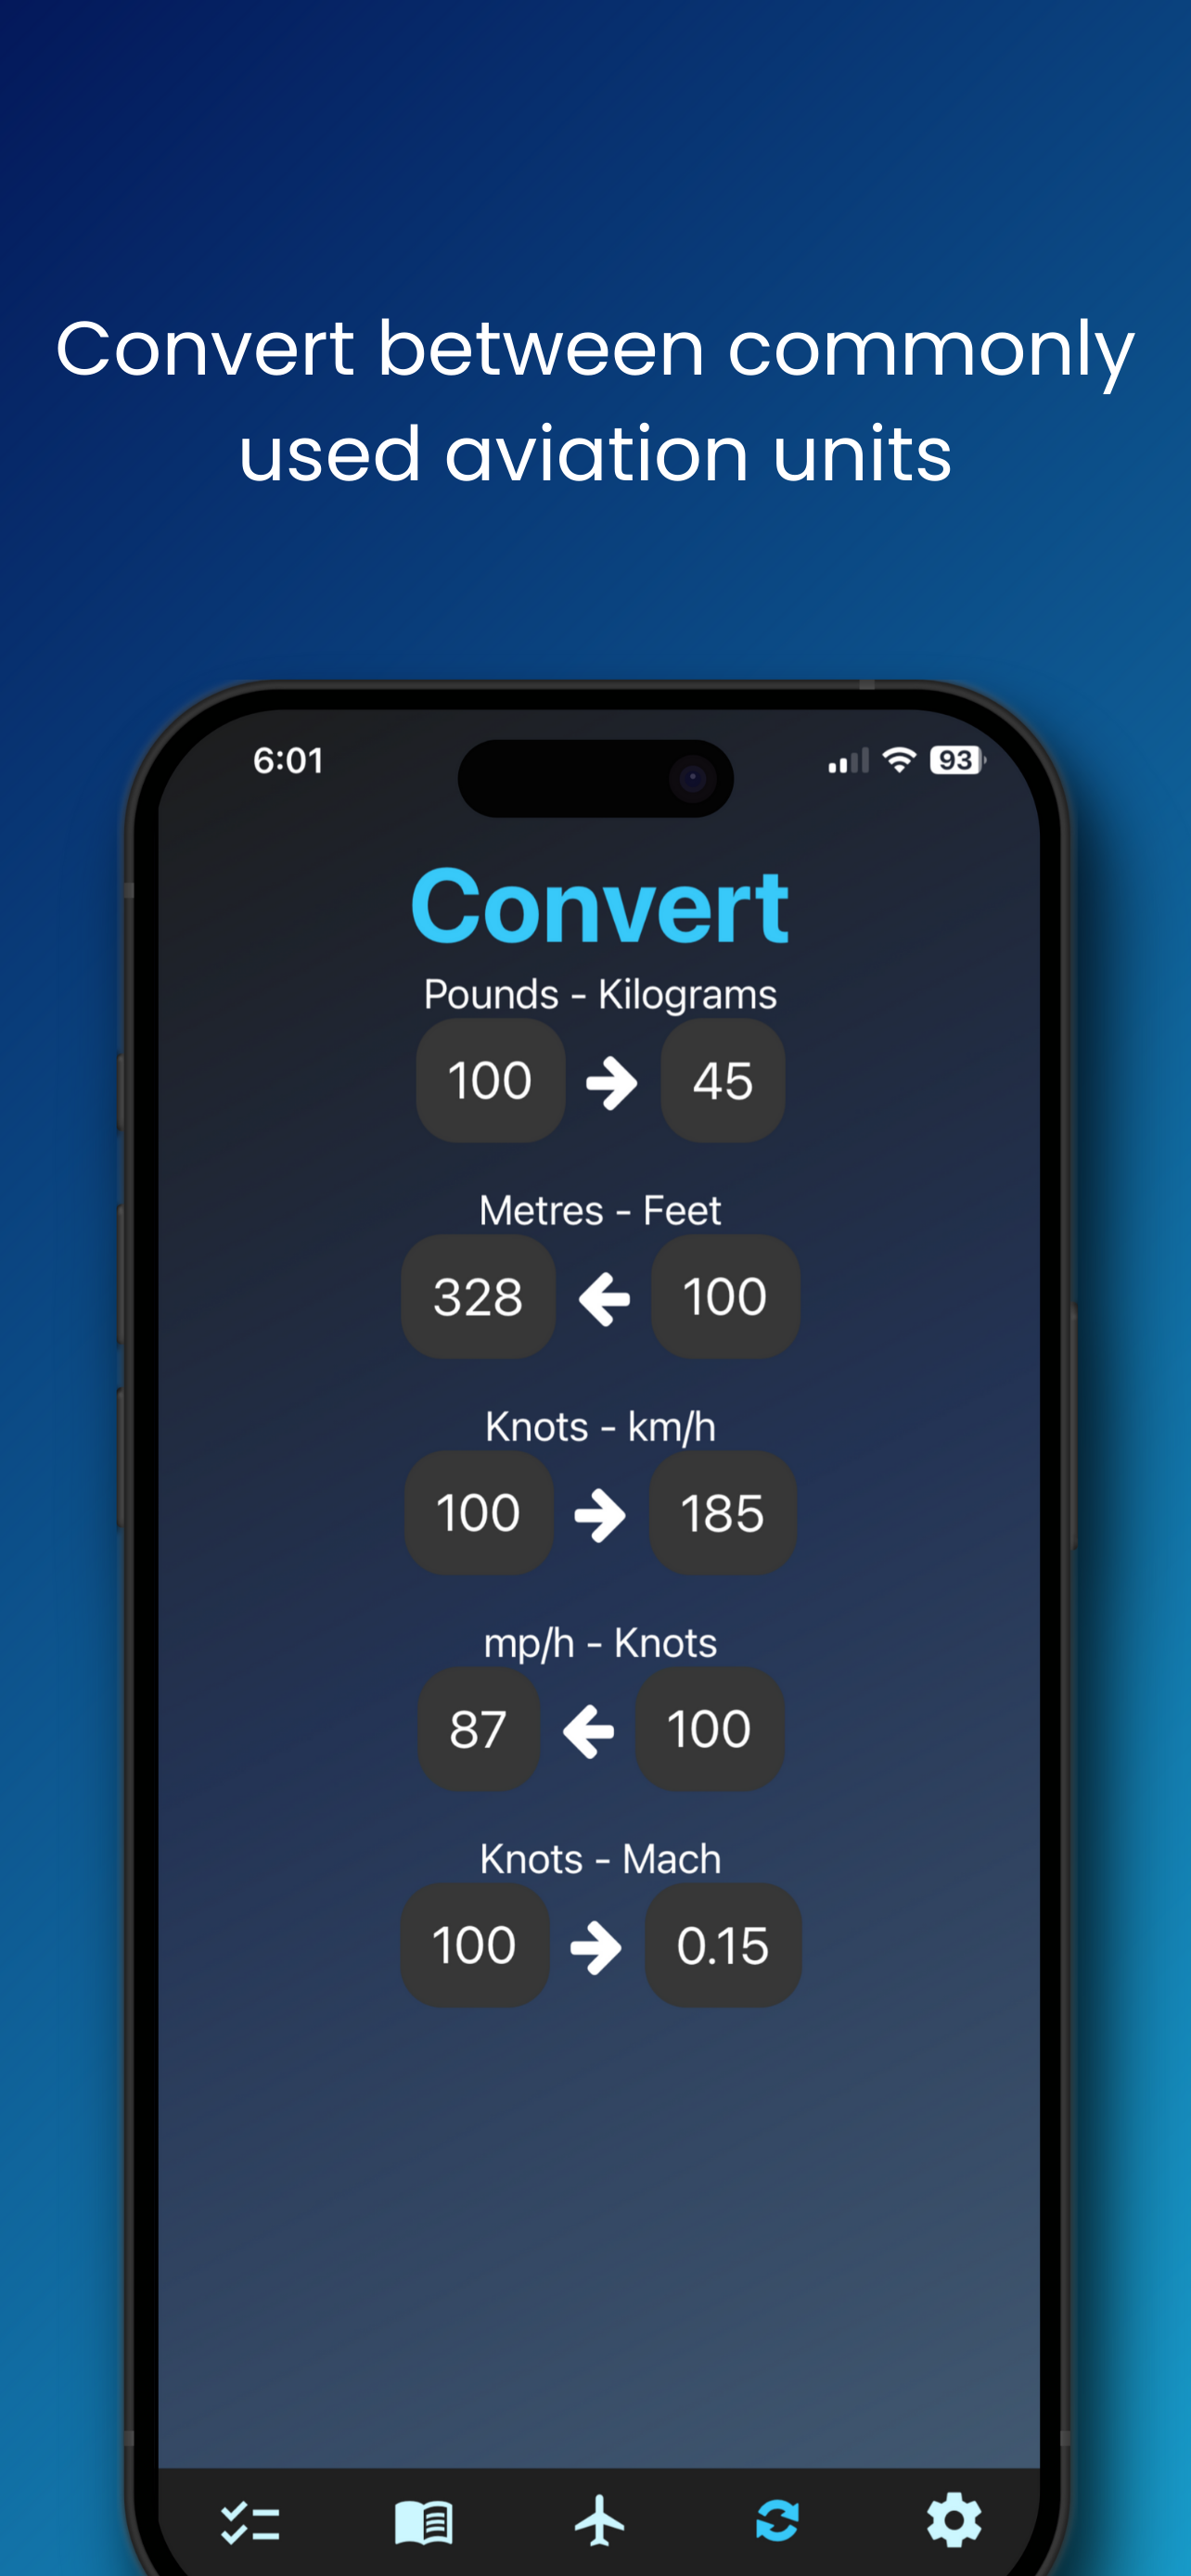 Convert between commonly
used aviation units
6:01
93
Convert
Pounds - Kilograms
100 45
Metres - Feet
328 100
Knots - km/h
100 185
mp/h - Knots
87 100
Knots - Mach
100 0.15